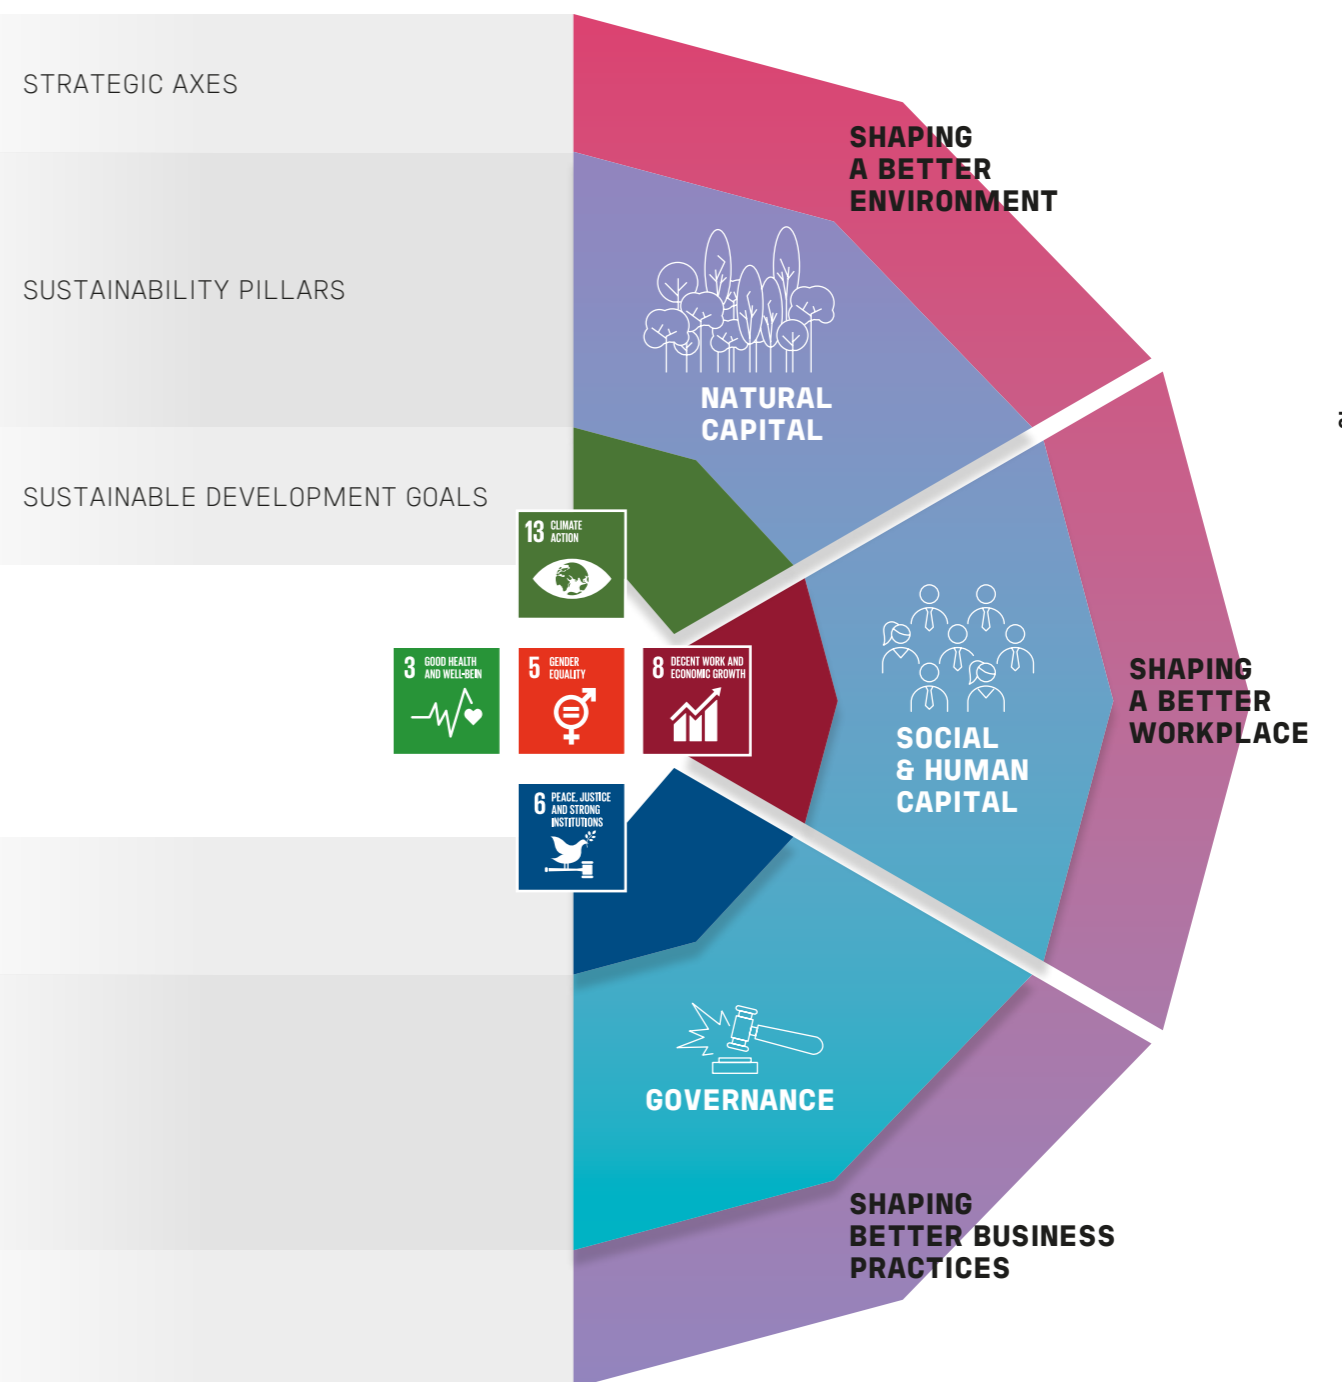 STRATEGIC AXES
SHAPING
A BETTER
ENVIRONMENT
SUSTAINABILITY PILLARS
NATURAL
CAPITAL
SUSTAINABLE DEVELOPMENT GOALS
13 CLIMATE
ACTION
3 GOOD HEALTH
AND WELL-BEIN
5 GENDER
EQUALITY
8 DECENT WORK AND
ECONOMIC GROWTH
SHAPING
A BETTER
WORKPLACE
SOCIAL
& HUMAN
CAPITAL
6 PEACE, JUSTICE
AND STRONG
INSTITUTIONS
GOVERNANCE
SHAPING
BETTER BUSINESS
PRACTICES